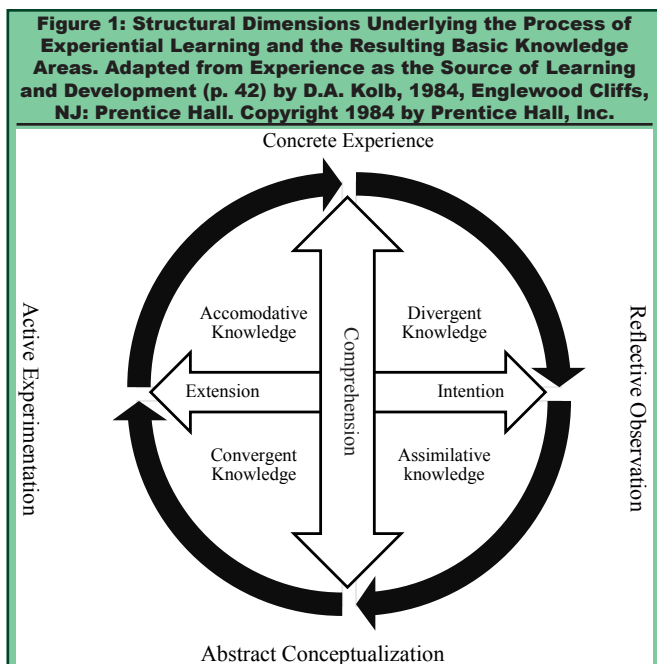 Figure 1: Structural Dimensions Underlying the Process of
Experiential Learning and the Resulting Basic Knowledge
Areas. Adapted from Experience as the Source of Learning
and Development (p. 42) by D.A. Kolb, 1984, Englewood Cliffs,
NJ: Prentice Hall. Copyright 1984 by Prentice Hall, Inc.
Concrete Experience
Active Experimentation
Accomodative
Knowledge
Divergent
Knowledge
Comprehension
Reflective Observation
Extension
Intention
Convergent
Knowledge
Assimilative
knowledge
Abstract Conceptualization